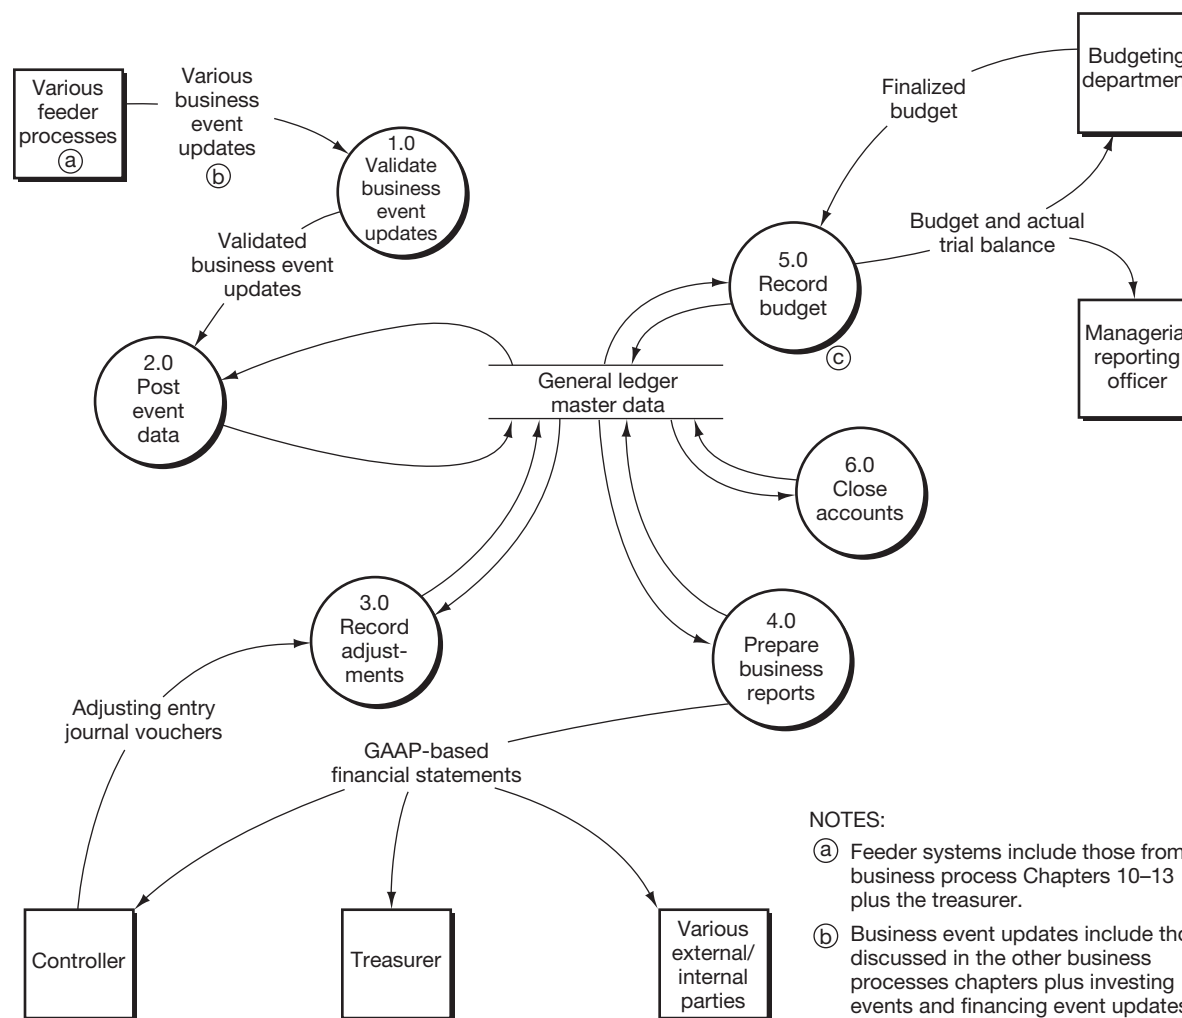 Various
feeder
processes
a
Various
business
event
updates
b
1.0
Validate
business
event
updates
Validated
business event
updates
2.0
Post
event
data
Finalized
budget
Budgeting
departmen
Budget and actual
trial balance
5.0
Record
budget
c
Manageria
reporting
officer
General ledger
master data
6.0
Close
accounts
3.0
Record
adjust-
ments
4.0
Prepare
business
reports
Adjusting entry
journal vouchers
GAAP-based
financial statements
Controller
Treasurer
Various
external/
internal
parties
NOTES:
a Feeder systems include those from
business process Chapters 10–13
plus the treasurer.
b Business event updates include tho
discussed in the other business
processes chapters plus investing
events and financing event updates